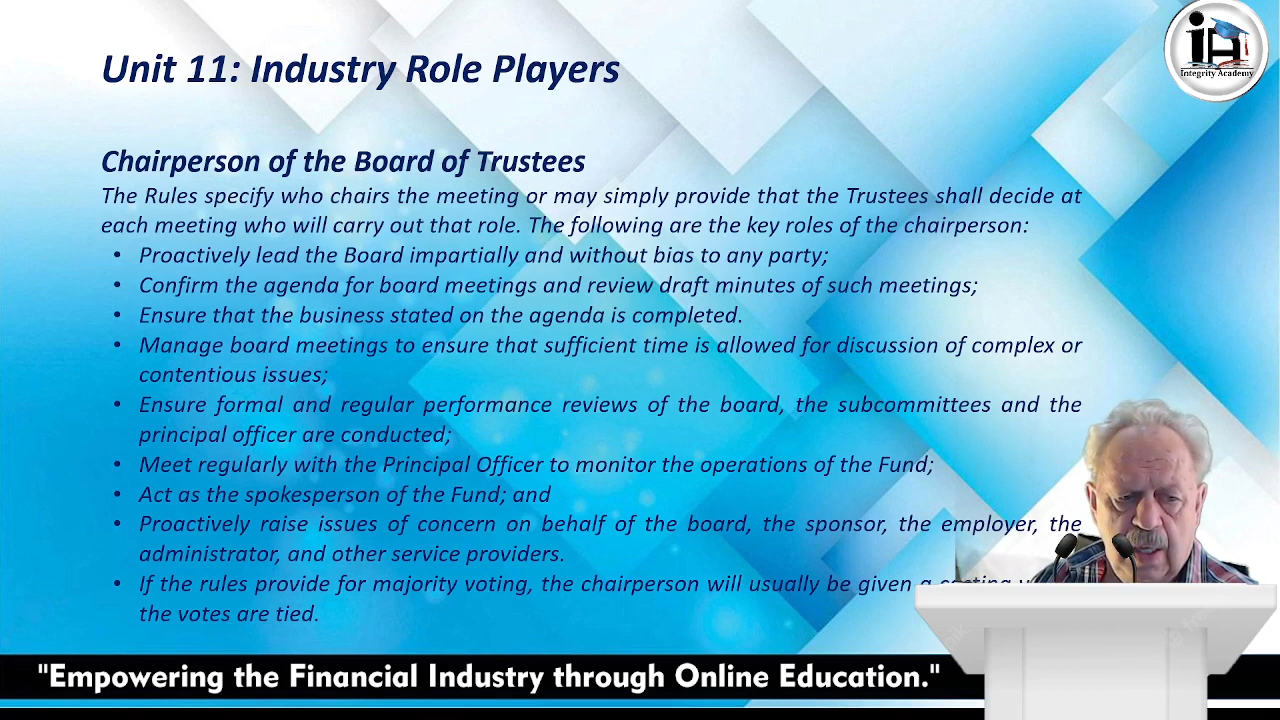 Unit 11: Industry Role Players
iA
Integrity Academy
Chairperson of the Board of Trustees
The Rules specify who chairs the meeting or may simply provide that the Trustees shall decide at
each meeting who will carry out that role. The following are the key roles of the chairperson:
• Proactively lead the Board impartially and without bias to any party;
• Confirm the agenda for board meetings and review draft minutes of such meetings;
• Ensure that the business stated on the agenda is completed.
• Manage board meetings to ensure that sufficient time is allowed for discussion of complex or
contentious issues;
• Ensure formal and regular performance reviews of the board, the subcommittees and the
principal officer are conducted;
• Meet regularly with the Principal Officer to monitor the operations of the Fund;
• Act as the spokesperson of the Fund; and
• Proactively raise issues of concern on behalf of the board, the sponsor, the employer, the
administrator, and other service providers.
• If the rules provide for majority voting, the chairperson will usually be given a
the votes are tied.
"Empowering the Financial Industry through Online Education."